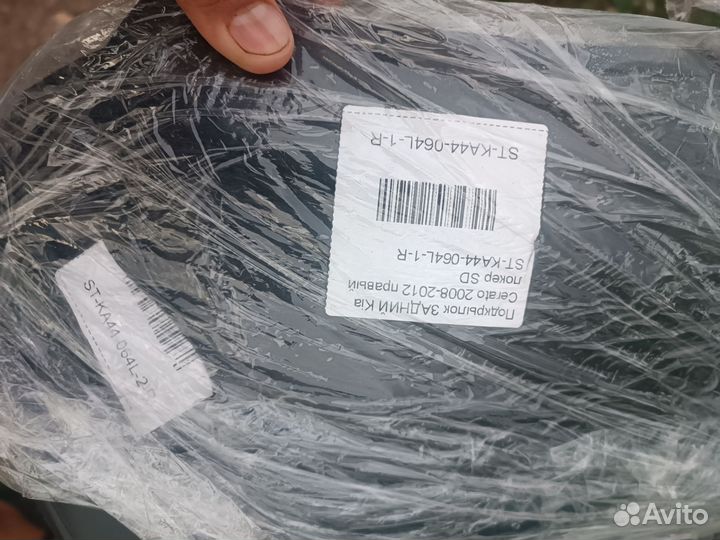 Подкрылок ЗАДНИЙ Kia
Cerato 2008-2012 правый
локер SD
ST-KA44-064L-1-R
ST-KA44-064L-1-R
ST-KA44 064L-2
Avito